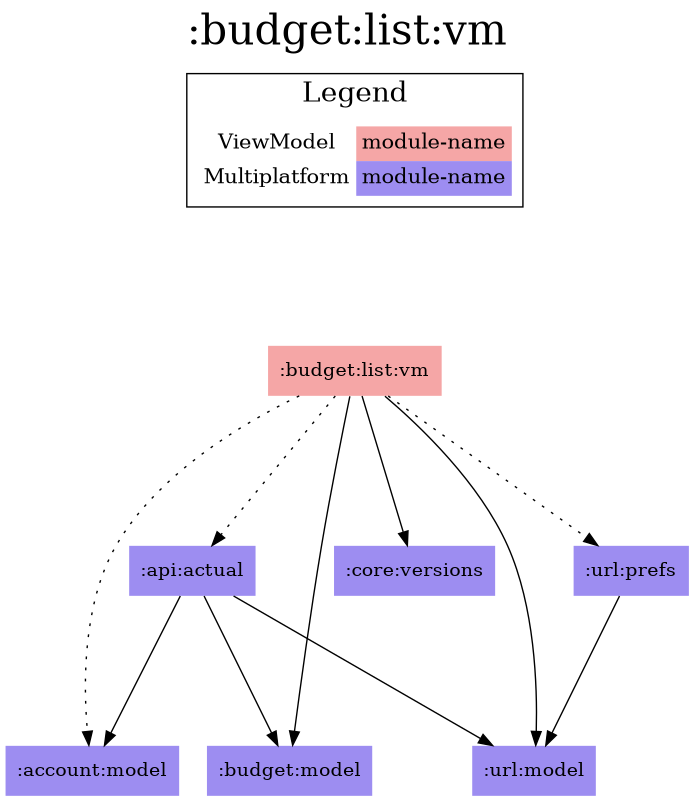 :budget:list:vm
Legend
ViewModel module-name
Multiplatform module-name
:budget:list:vm
:api:actual :core:versions :url:prefs
:account:model :budget:model :url:model